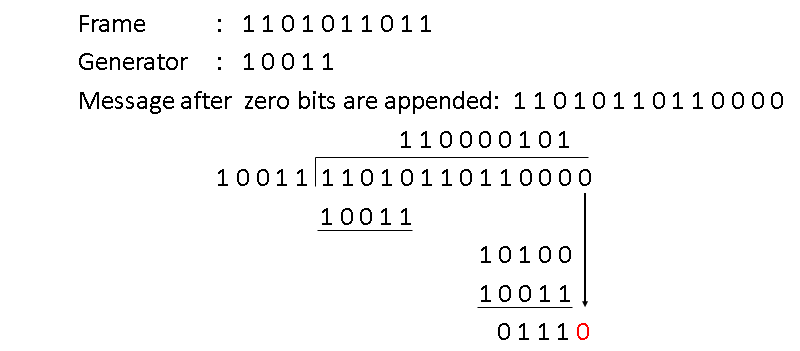 Frame : 1 1 0 1 0 1 1 0 1 1
Generator : 1 0 0 1 1
Message after zero bits are appended: 1 1 0 1 0 1 1 0 1 1 0 0 0 0
1 1 0 0 0 0 1 0 1
1 0 0 1 1 1 1 0 1 0 1 1 0 1 1 0 0 0 0
1 0 0 1 1
1 0 1 0 0
1 0 0 1 1
0 1 1 1 0